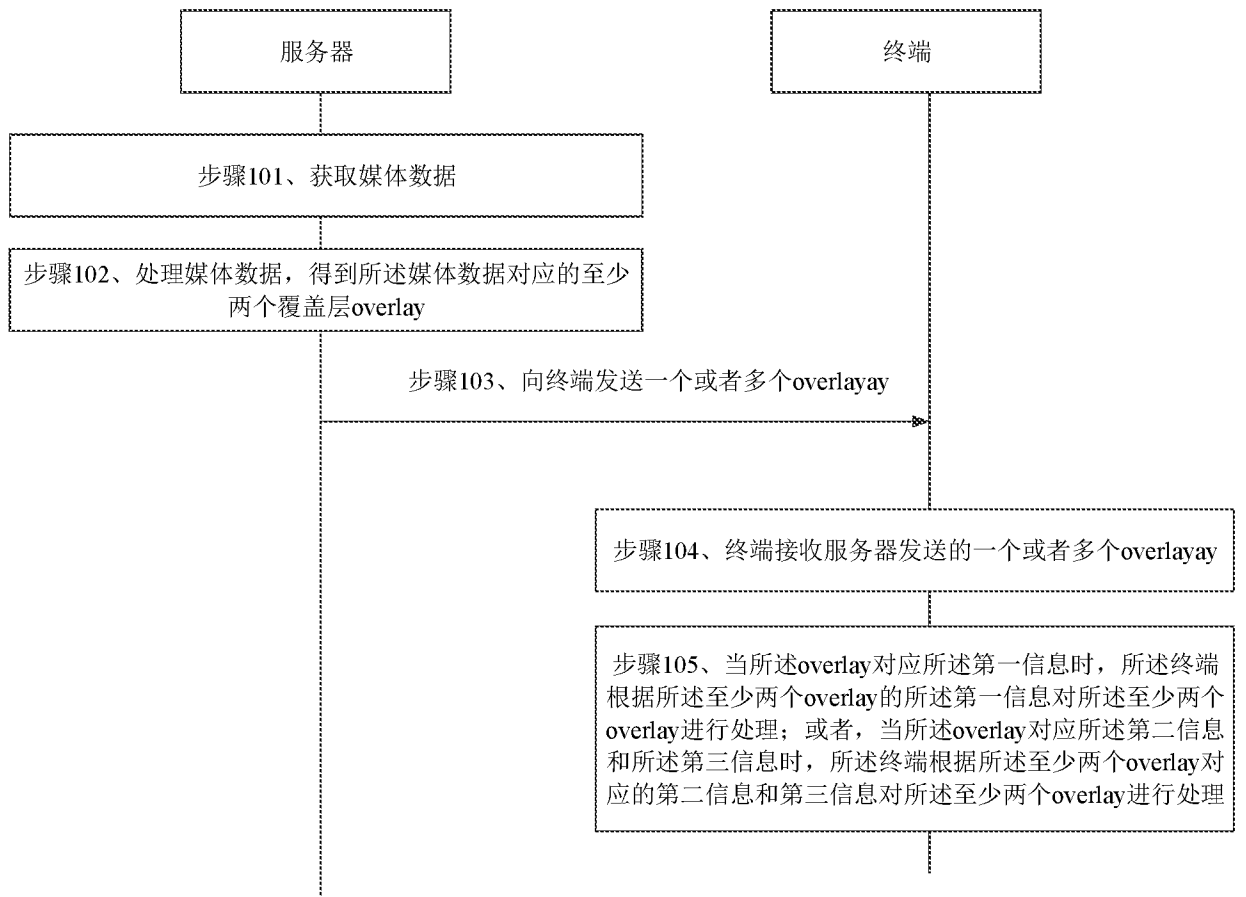 服务器
终端
步骤101、获取媒体数据
步骤102、处理媒体数据，得到所述媒体数据对应的至少
两个覆盖层overlay
步骤103、向终端发送一个或者多个overlayay
步骤104、终端接收服务器发送的一个或者多个overlayay
步骤105、当所述overlay对应所述第一信息时，所述终端
根据所述至少两个overlay的所述第一信息对所述至少两个
overlay进行处理；或者，当所述overlay对应所述第二信息
和所述第三信息时，所述终端根据所述至少两个overlay对
应的第二信息和第三信息对所述至少两个overlay进行处理